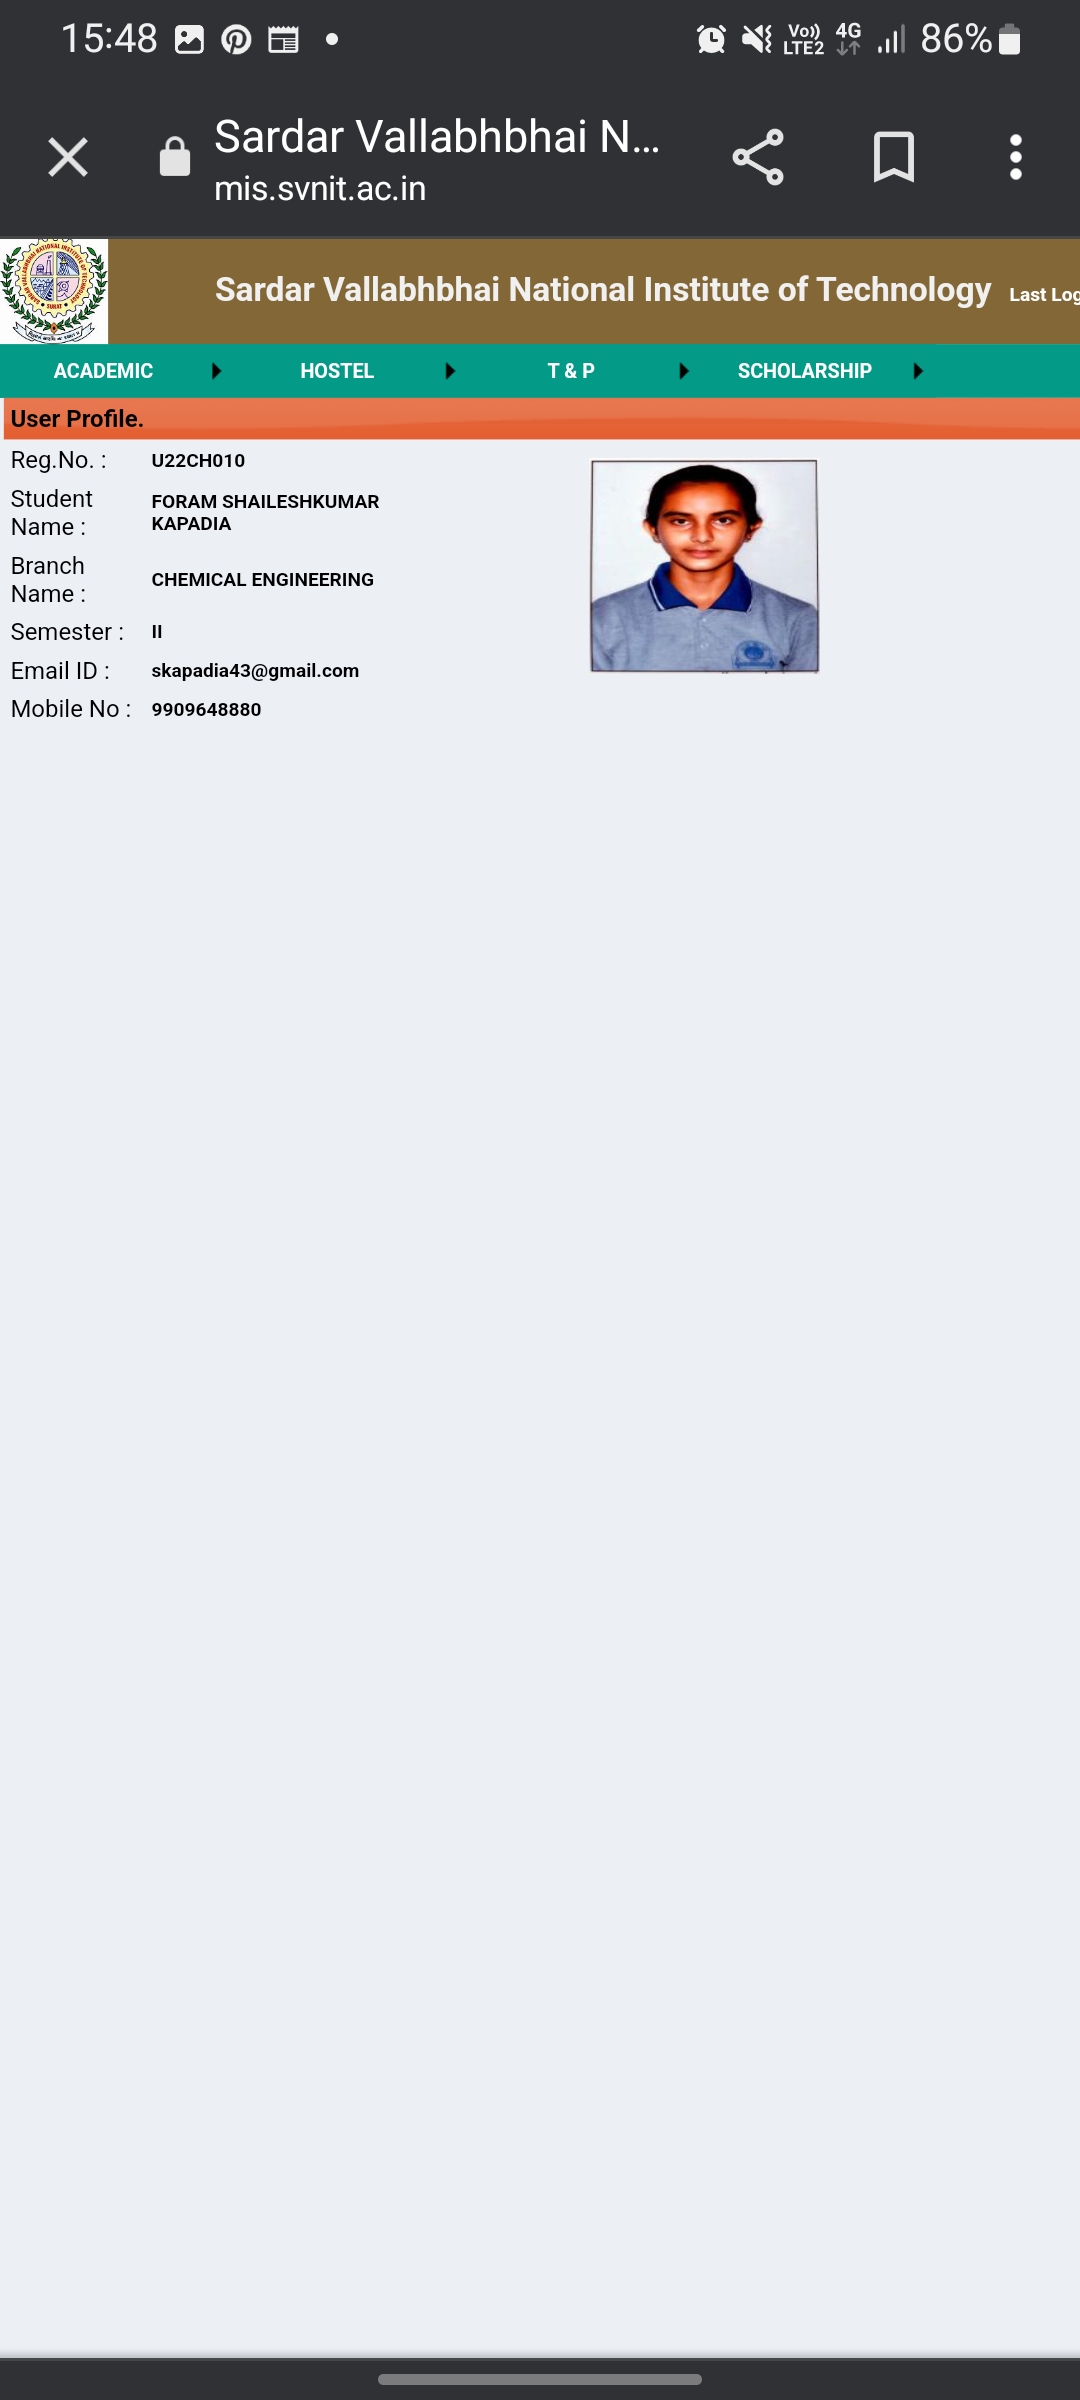 15:48
Vo)) LTE2 4G 86%
Sardar Vallabhbhai N...
mis.svnit.ac.in
Sardar Vallabhbhai National Institute of Technology Last Log
ACADEMIC HOSTEL T & P SCHOLARSHIP
User Profile.
Reg.No. : U22CH010
Student Name : FORAM SHAILESHKUMAR
KAPADIA
Branch Name : CHEMICAL ENGINEERING
Semester : II
Email ID : skapadia43@gmail.com
Mobile No : 9909648880